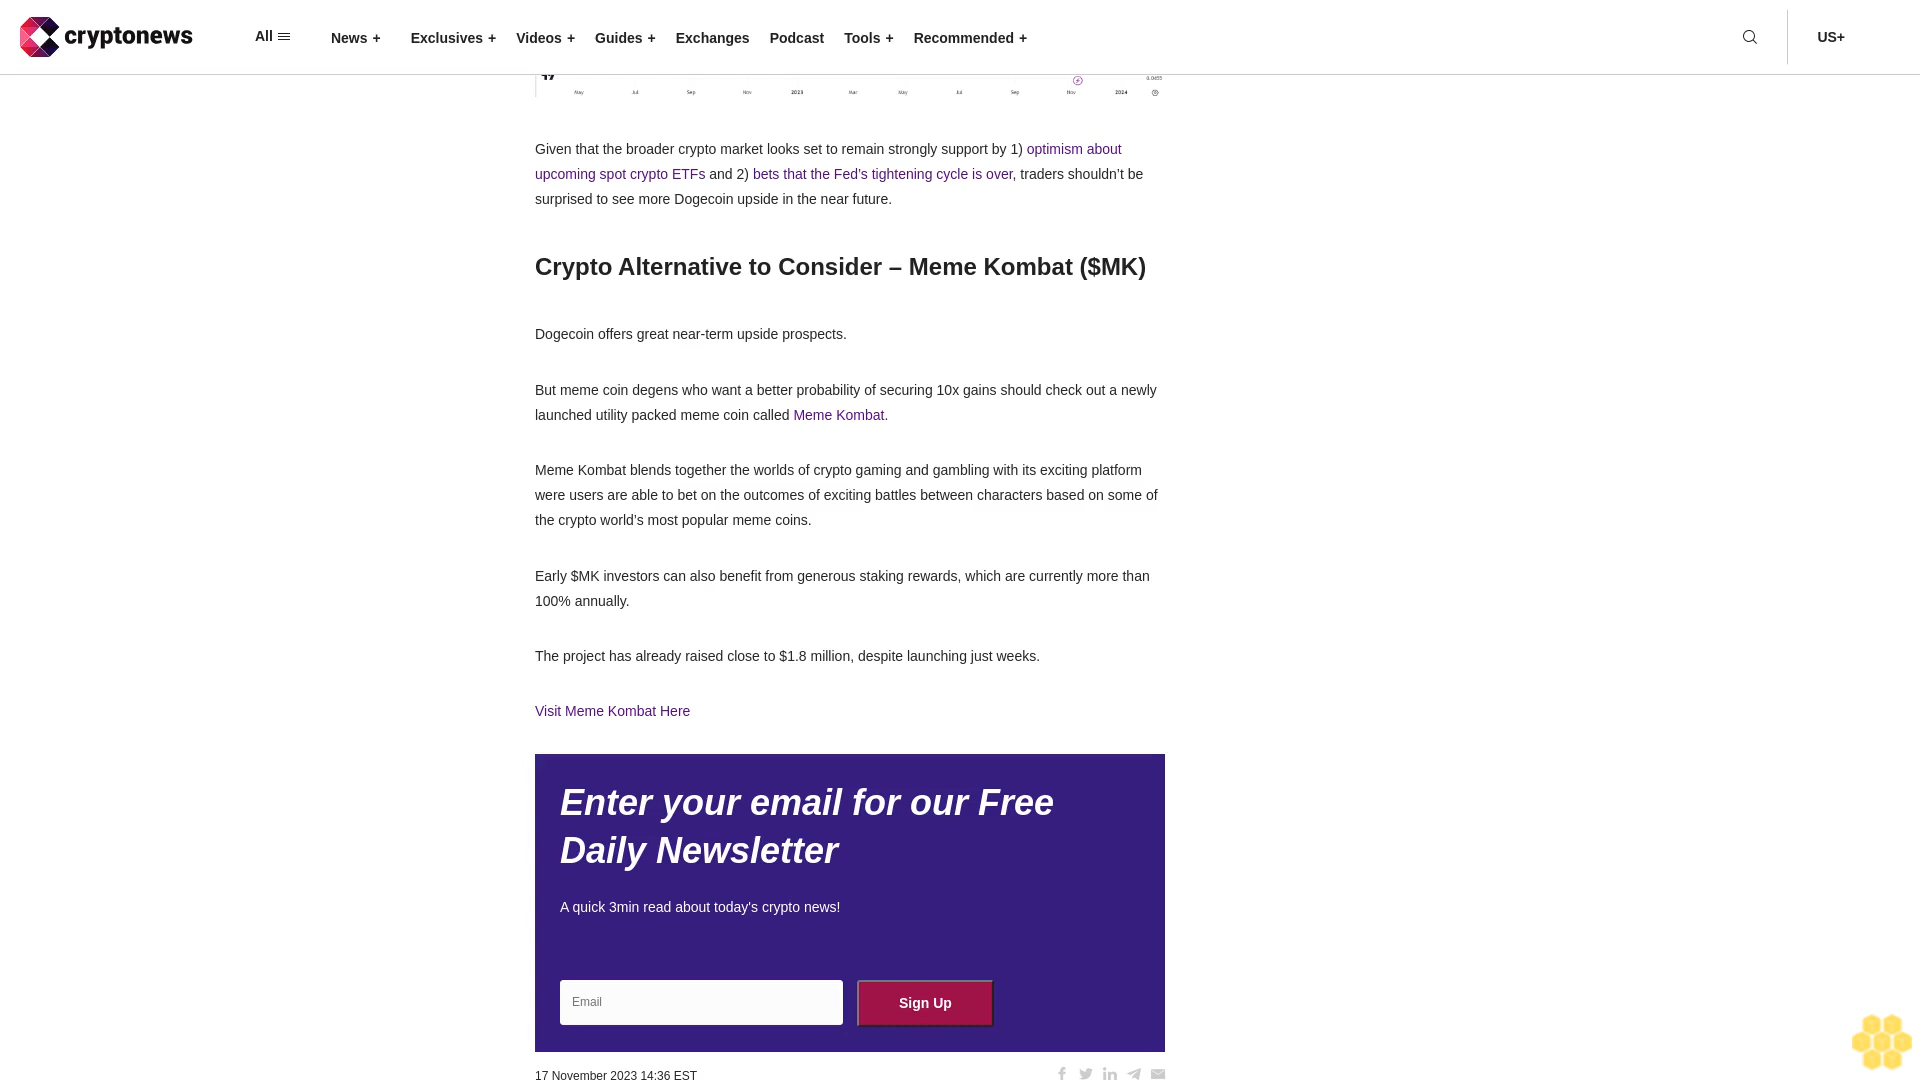 cryptonews
All
News +
Exclusives +
Videos +
Guides +
Exchanges
Podcast
Tools +
Recommended +
US+
17
0.0455
May Jul Sep Nov 2023 Mar May Jul Sep Nov 2024
Given that the broader crypto market looks set to remain strongly support by 1) optimism about
upcoming spot crypto ETFs and 2) bets that the Fed’s tightening cycle is over, traders shouldn’t be
surprised to see more Dogecoin upside in the near future.
Crypto Alternative to Consider – Meme Kombat ($MK)
Dogecoin offers great near-term upside prospects.
But meme coin degens who want a better probability of securing 10x gains should check out a newly
launched utility packed meme coin called Meme Kombat.
Meme Kombat blends together the worlds of crypto gaming and gambling with its exciting platform
were users are able to bet on the outcomes of exciting battles between characters based on some of
the crypto world’s most popular meme coins.
Early $MK investors can also benefit from generous staking rewards, which are currently more than
100% annually.
The project has already raised close to $1.8 million, despite launching just weeks.
Visit Meme Kombat Here
Enter your email for our Free
Daily Newsletter
A quick 3min read about today's crypto news!
Email
Sign Up
17 November 2023 14:36 EST